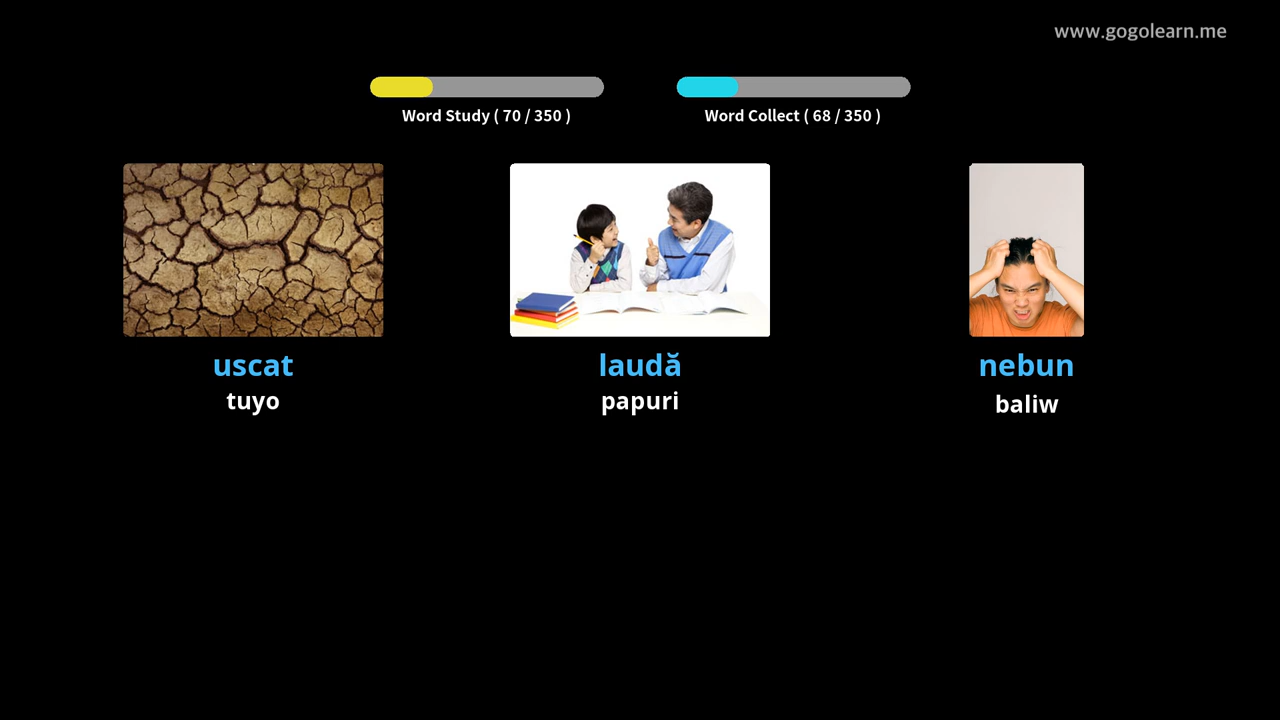 www.gogolearn.me
Word Study ( 70 / 350 )
Word Collect ( 68 / 350 )
uscat
laudă
nebun
tuyo
papuri
baliw